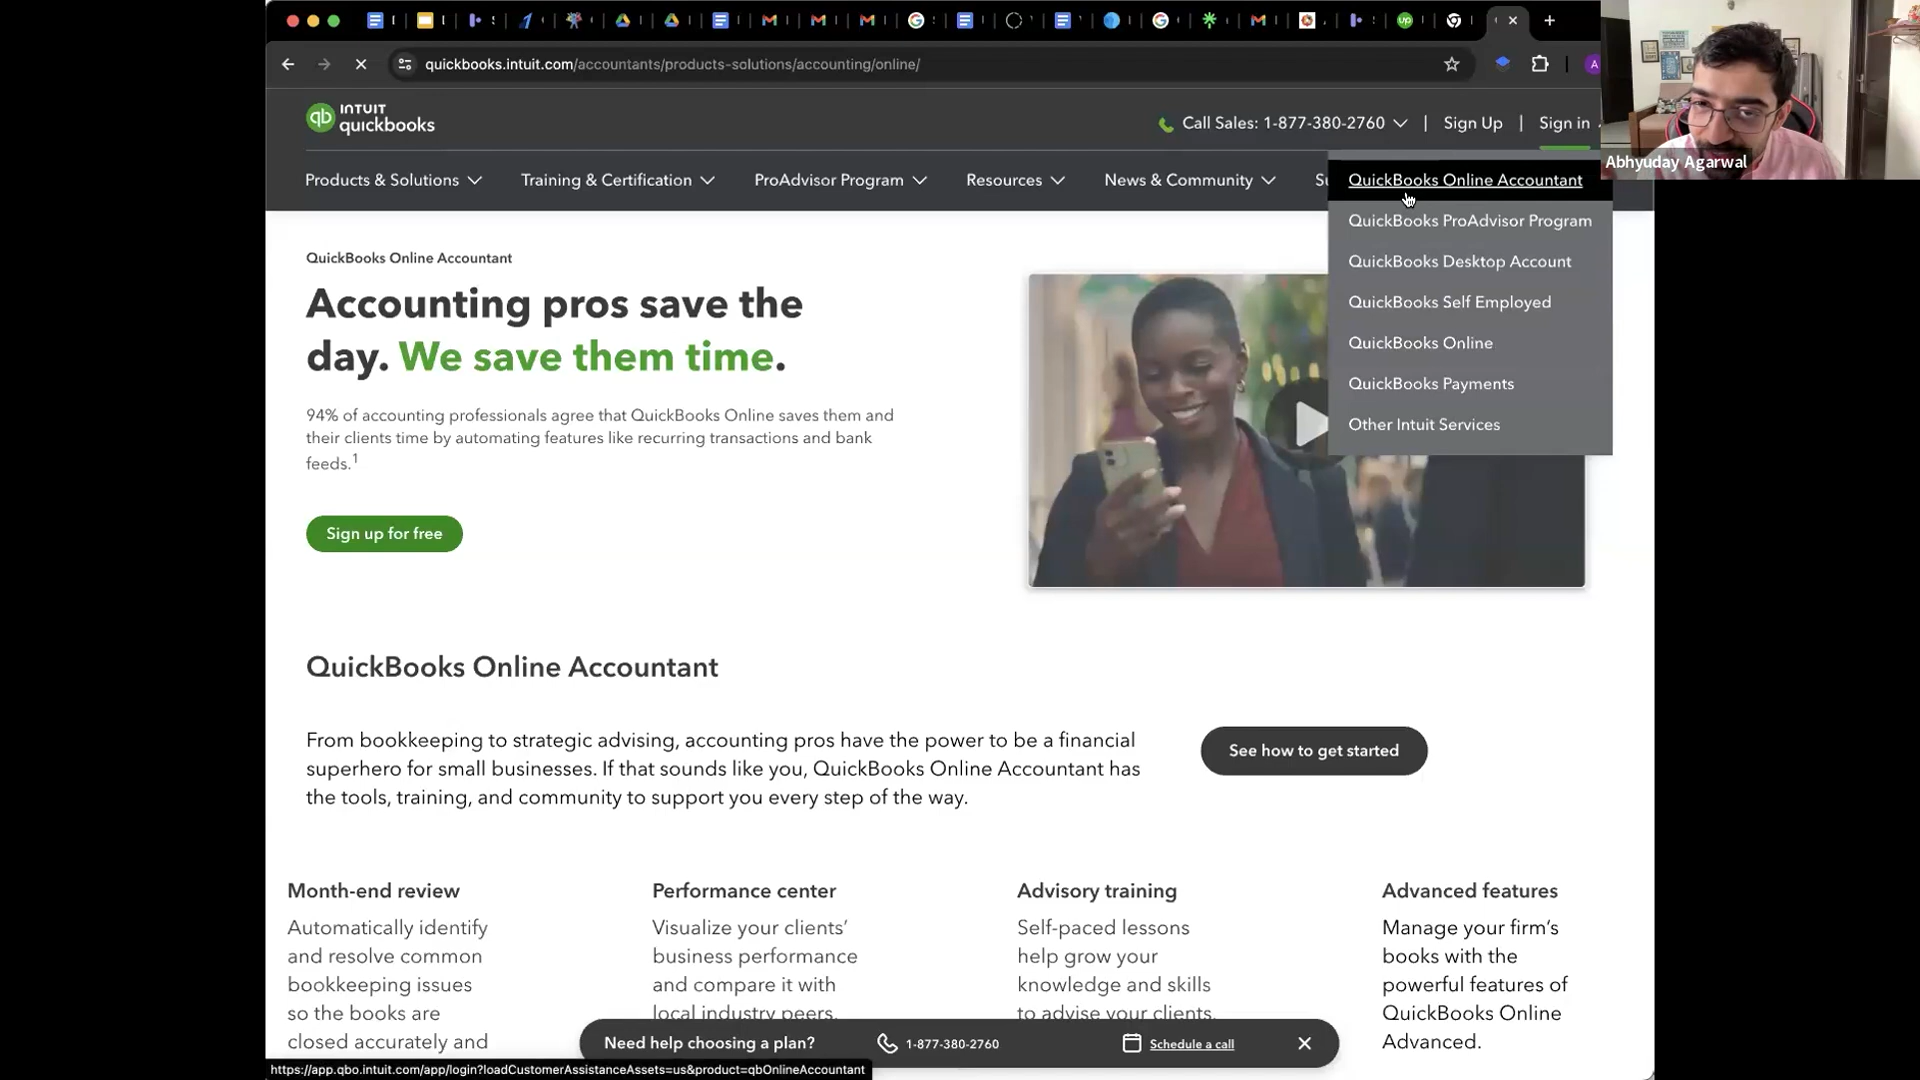 quickbooks.intuit.com/accountants/products-solutions/accounting/online/
INTUIT
quickbooks
Call Sales: 1-877-380-2760 | Sign Up | Sign in
Products & Solutions
Training & Certification
ProAdvisor Program
Resources
News & Community
QuickBooks Online Accountant
QuickBooks ProAdvisor Program
QuickBooks Desktop Account
QuickBooks Self Employed
QuickBooks Online
QuickBooks Payments
Other Intuit Services
Abhyuday Agarwal
QuickBooks Online Accountant
Accounting pros save the
day. We save them time.
94% of accounting professionals agree that QuickBooks Online saves them and
their clients time by automating features like recurring transactions and bank
feeds.1
Sign up for free
QuickBooks Online Accountant
From bookkeeping to strategic advising, accounting pros have the power to be a financial
superhero for small businesses. If that sounds like you, QuickBooks Online Accountant has
the tools, training, and community to support you every step of the way.
See how to get started
Month-end review
Automatically identify
and resolve common
bookkeeping issues
so the books are
closed accurately and
Performance center
Visualize your clients’
business performance
and compare it with
local industry peers.
Advisory training
Self-paced lessons
help grow your
knowledge and skills
to advise your clients.
Advanced features
Manage your firm’s
books with the
powerful features of
QuickBooks Online
Advanced.
Need help choosing a plan?
1-877-380-2760
Schedule a call
https://app.qbo.intuit.com/app/login?loadCustomerAssistanceAssets=us&product=qbOnlineAccountant